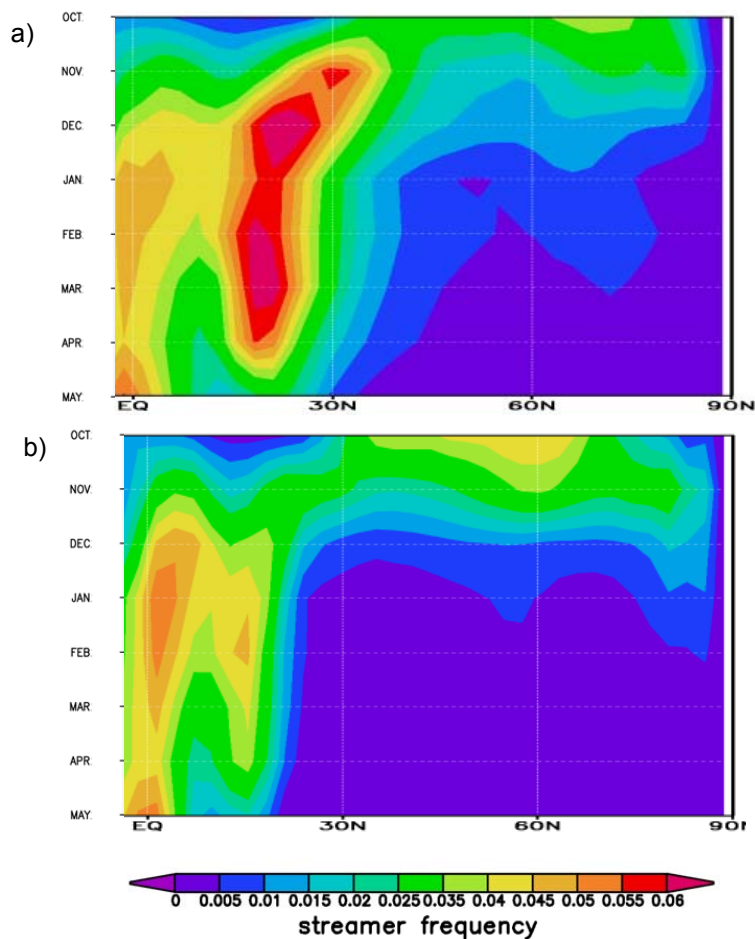 a)
OCT.
NOV.
DEC.
JAN.
FEB.
MAR.
APR.
MAY.
EQ 30N 60N 90N
b)
OCT.
NOV.
DEC.
JAN.
FEB.
MAR.
APR.
MAY.
EQ 30N 60N 90N
0 0.005 0.01 0.015 0.02 0.025 0.035 0.04 0.045 0.05 0.055 0.06
streamer frequency